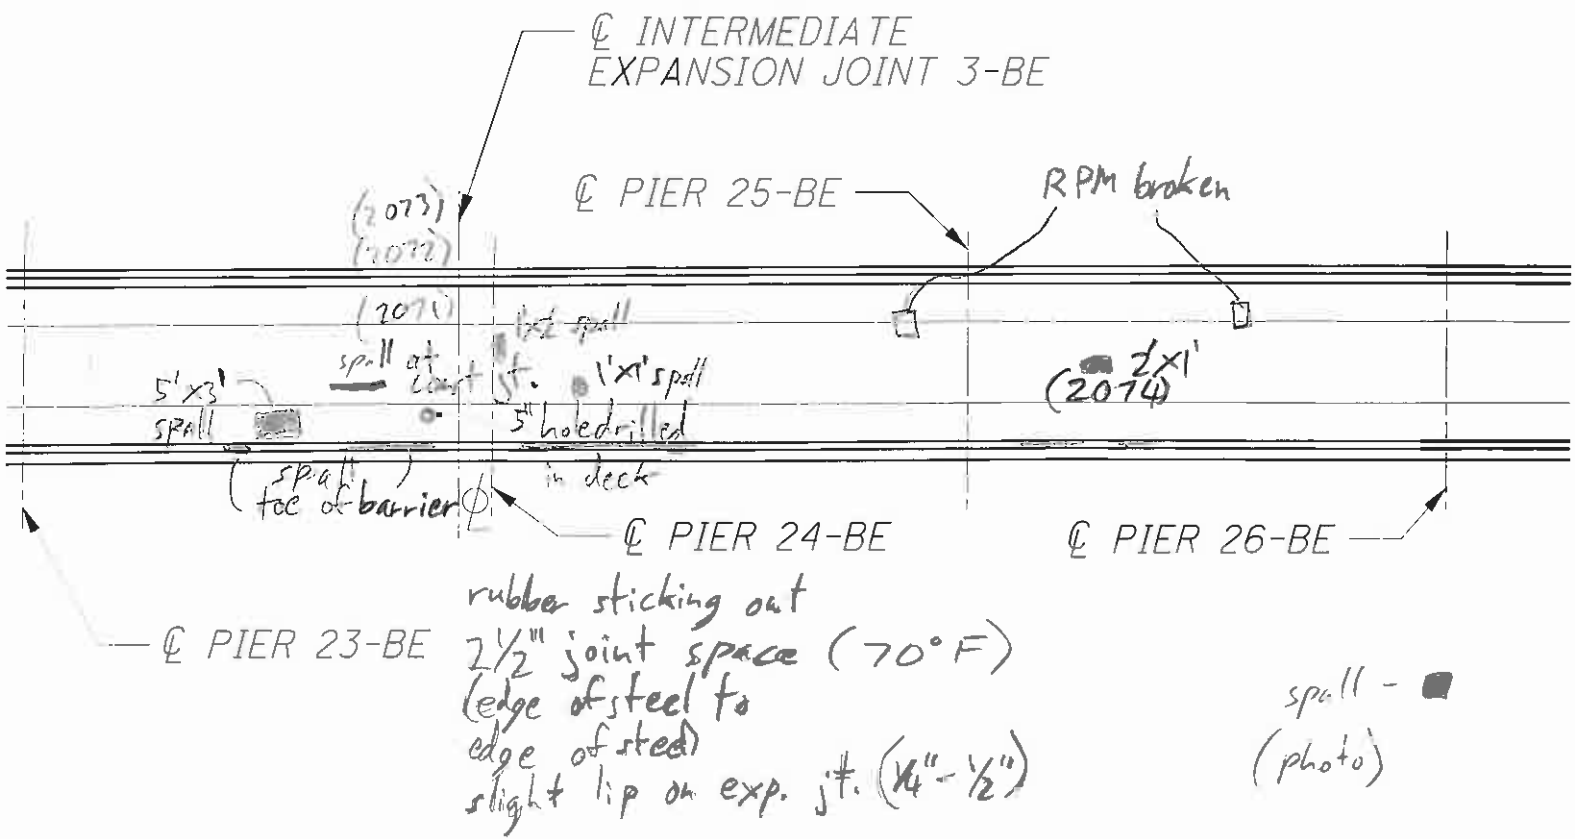 ℄ INTERMEDIATE
EXPANSION JOINT 3-BE
℄ PIER 25-BE
RPM broken
(2073)
(2072)
(2071)
1x2 spall
spall at
const jt.
1'x1' spall
2'x1'
(2074)
5'x3'
spall
5" hole drilled
in deck
(spall)
toe of barrier
℄ PIER 24-BE
℄ PIER 26-BE
℄ PIER 23-BE
rubber sticking out
2½" joint space (70°F)
(edge of steel to
edge of steel)
slight lip on exp. jt. (¼"-½")
spall -
(photo)